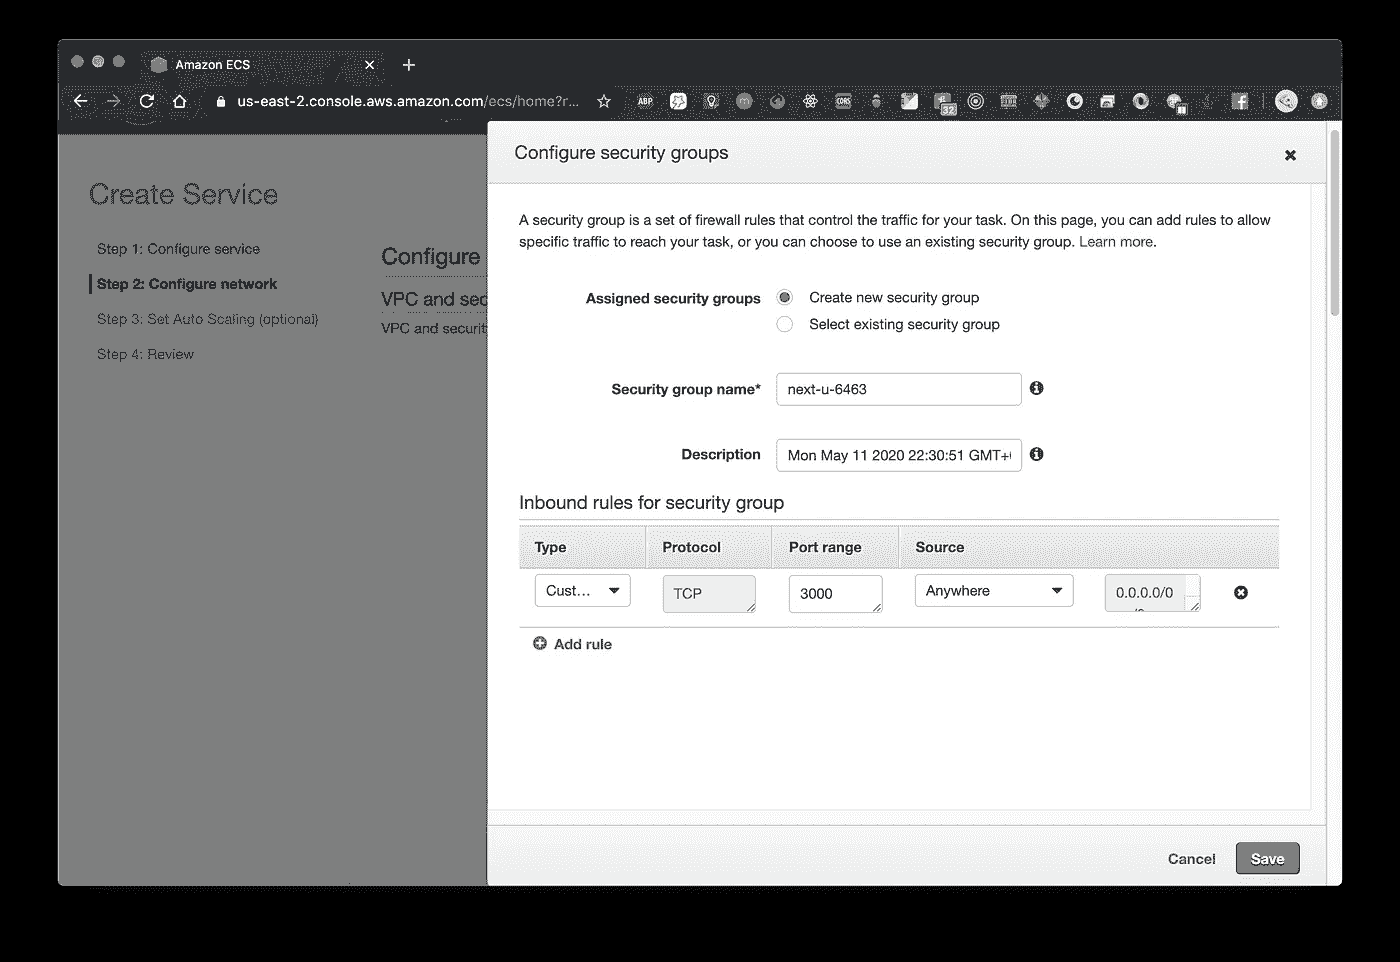 Amazon ECS
us-east-2.console.aws.amazon.com/ecs/home?r...
ABP
CORS
32
Configure security groups
Create Service
A security group is a set of firewall rules that control the traffic for your task. On this page, you can add rules to allow
specific traffic to reach your task, or you can choose to use an existing security group. Learn more.
Step 1: Configure service
Step 2: Configure network
Step 3: Set Auto Scaling (optional)
Step 4: Review
Configure
VPC and sec
VPC and securit
Assigned security groups
Create new security group
Select existing security group
Security group name*
next-u-6463
Description
Mon May 11 2020 22:30:51 GMT+
Inbound rules for security group
Type Protocol Port range Source
Cust... TCP 3000 Anywhere 0.0.0.0/0
Add rule
Cancel Save